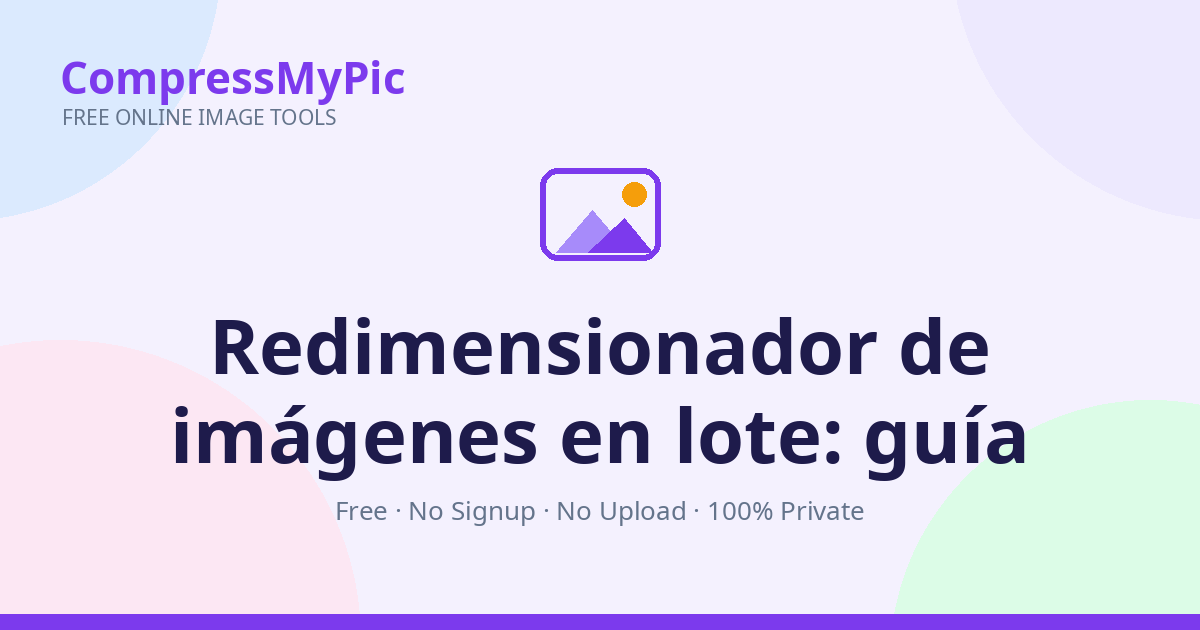 CompressMyPic
FREE ONLINE IMAGE TOOLS
Redimensionador de
imágenes en lote: guía
Free · No Signup · No Upload · 100% Private